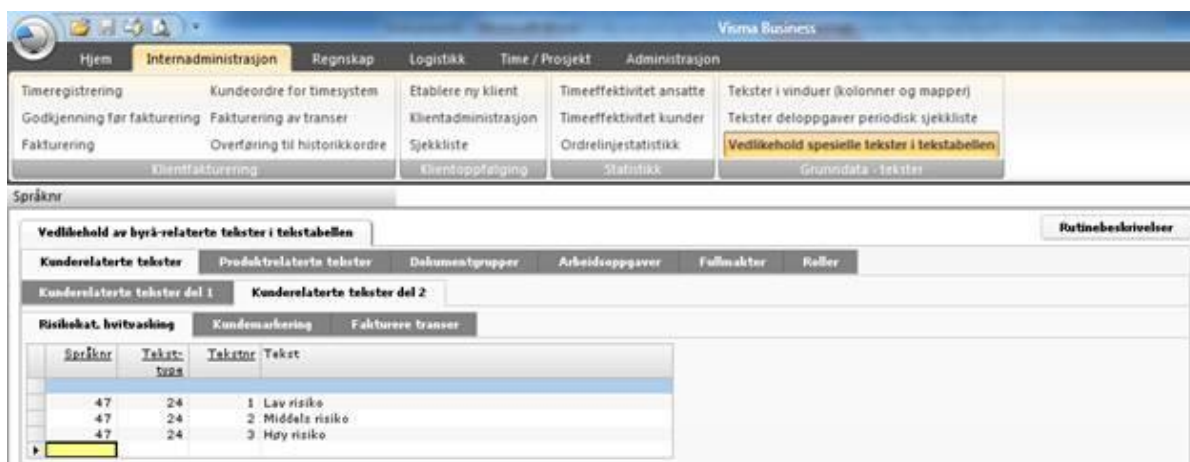 Visma Business
Hjem Internadministrasjon Regnskap Logistikk Time / Prosjekt Administrasjon
Timeregistrering Kundeordre for timesystem Etablere ny klient Timeeffektivitet ansatte Tekster i vinduer (kolonner og mapper)
Godkjenning før fakturering Fakturering av transer Klientadministrasjon Timeeffektivitet kunder Tekster deloppgaver periodisk sjekkliste
Fakturering Overføring til historikkordre Sjekkliste Ordrelinjestatistikk Vedlikehold spesielle tekster i tekstabellen
Klientfakturering Klientoppfølging Statistikk Grunndata - tekster
Språknr
Vedlikehold av byrå-relaterte tekster i tekstabellen Rutinebeskrivelser
Kunderelaterte tekster Produktrelaterte tekster Dokumentgrupper Arbeidsoppgaver Fullmakter Roller
Kunderelaterte tekster del 1 Kunderelaterte tekster del 2
Risikokat. hvitvasking Kundemarkering Fakturere transer
Språknr Tekst- Tekstnr Tekst
type
47 24 1 Lav risiko
47 24 2 Middels risiko
47 24 3 Høy risiko